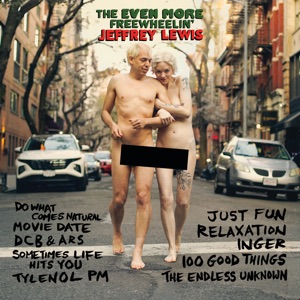 THE EVEN MORE
FREEWHEELIN'
JEFFREY LEWIS
DO WHAT
COMES NATURAL
MOVIE DATE
DCB & ARS
SOMETIMES LIFE
HITS YOU
TYLENOL PM
JUST FUN
RELAXATION
INGER
100 GOOD THINGS
THE ENDLESS UNKNOWN